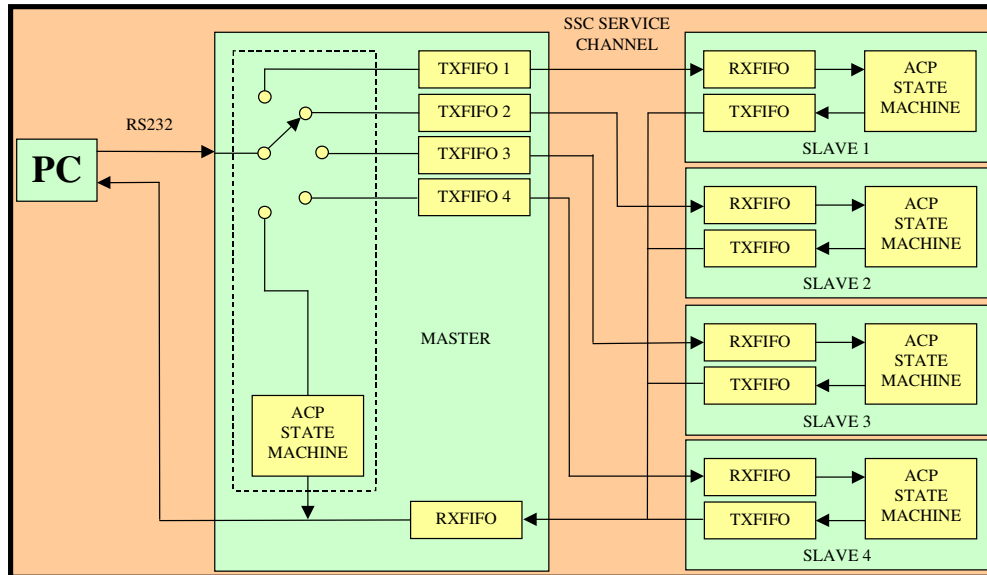 SSC SERVICE
CHANNEL
RS232
PC
TXFIFO 1
TXFIFO 2
TXFIFO 3
TXFIFO 4
MASTER
ACP
STATE
MACHINE
RXFIFO
RXFIFO
TXFIFO
ACP
STATE
MACHINE
SLAVE 1
RXFIFO
TXFIFO
ACP
STATE
MACHINE
SLAVE 2
RXFIFO
TXFIFO
ACP
STATE
MACHINE
SLAVE 3
RXFIFO
TXFIFO
ACP
STATE
MACHINE
SLAVE 4